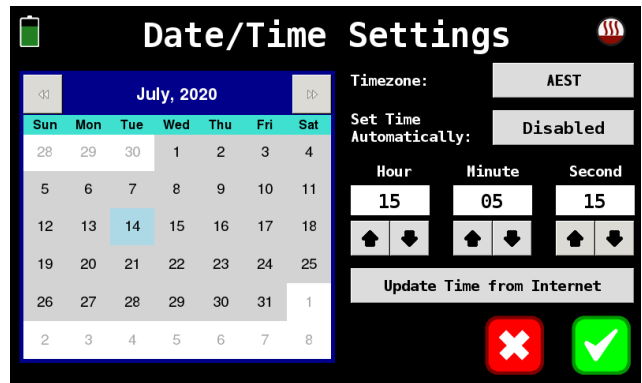 Date/Time Settings
July, 2020
Sun Mon Tue Wed Thu Fri Sat
28 29 30 1 2 3 4
5 6 7 8 9 10 11
12 13 14 15 16 17 18
19 20 21 22 23 24 25
26 27 28 29 30 31 1
2 3 4 5 6 7 8
Timezone: AEST
Set Time
Automatically: Disabled
Hour Minute Second
15 05 15
Update Time from Internet